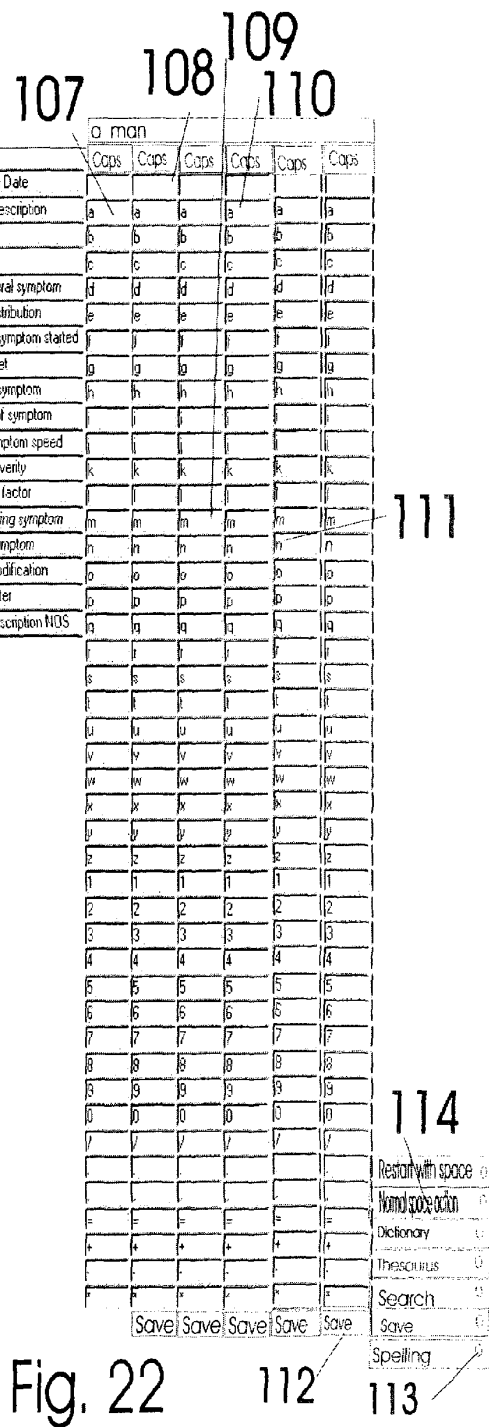 109
107 108 110
a man
Caps Caps Caps Caps Caps Caps
Date
escription a a a a a a
b b b b b b
c c c c c c
ral symptom d d d d d d
stribution e e e e e e
symptom started f f f f f f
et g g g g g g
symptom h h h h h h
of symptom i i i i i i
mptom speed j j j j j j
verity k k k k k k
factor l l l l l l
ing symptom m m m m m m
111
mptom n n n n n n
odification o o o o o o
ter p p p p p p
scription NOS q q q q q q
r r r r r r
s s s s s s
t t t t t t
u u u u u u
v v v v v v
w w w w w w
x x x x x x
y y y y y y
z z z z z z
1 1 1 1 1 1
2 2 2 2 2 2
3 3 3 3 3 3
4 4 4 4 4 4
5 5 5 5 5 5
6 6 6 6 6 6
7 7 7 7 7 7
8 8 8 8 8 8
9 9 9 9 9 9
0 0 0 0 0 0
114
/ / / / / /
Restart with space
Normal space action
= = = = = =
Dictionary
+ + + + + +
Thesaurus
* * * * * *
Search
Save Save Save Save Save
Save
Spelling
Fig. 22
112 113